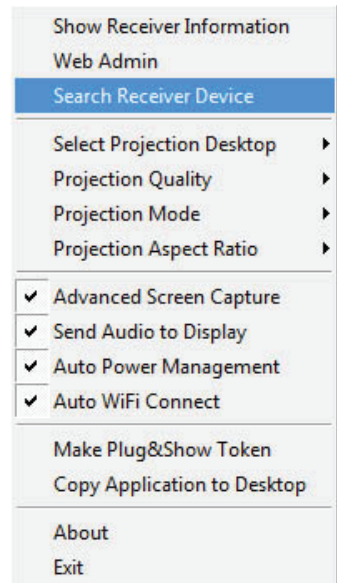 Show Receiver Information
Web Admin
Search Receiver Device
Select Projection Desktop
Projection Quality
Projection Mode
Projection Aspect Ratio
Advanced Screen Capture
Send Audio to Display
Auto Power Management
Auto WiFi Connect
Make Plug&Show Token
Copy Application to Desktop
About
Exit